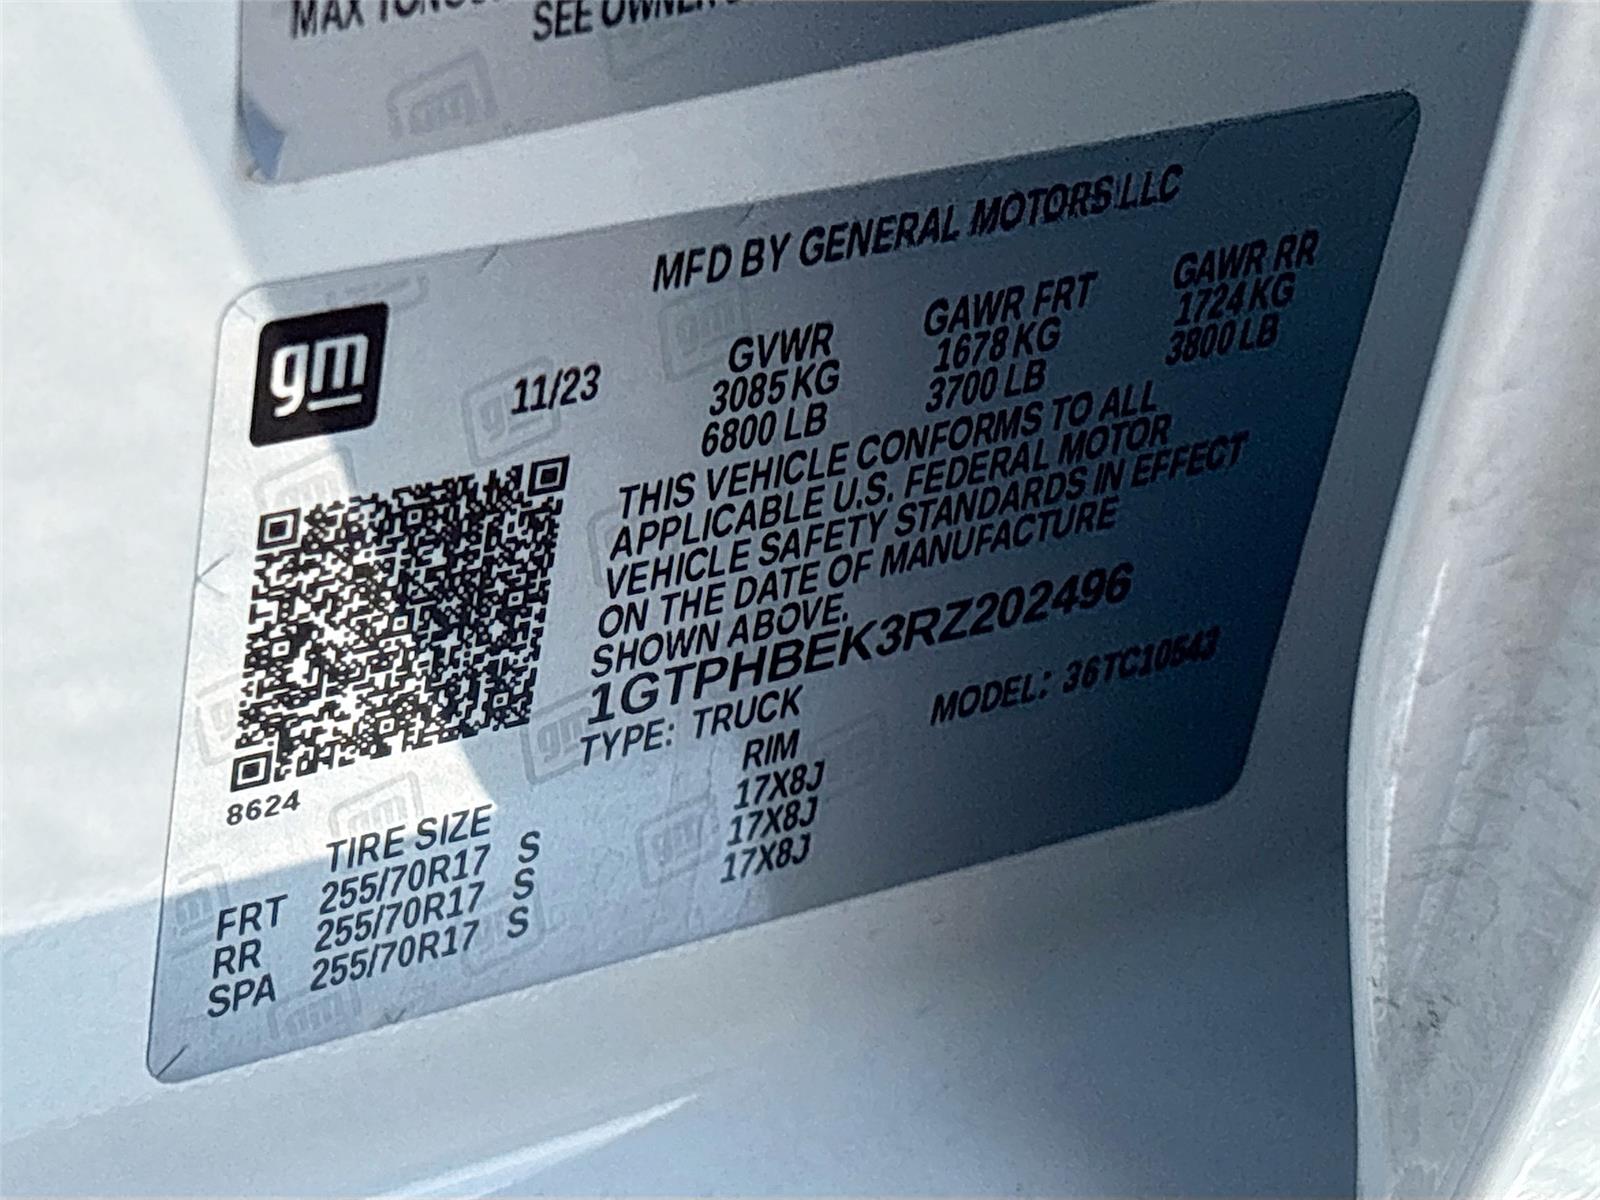 MAX TONGUE
SEE OWNER'S
MFD BY GENERAL MOTORS LLC
gm
11/23
GVWR GAWR FRT GAWR RR
3085 KG 1678 KG 1724 KG
6800 LB 3700 LB 3800 LB
THIS VEHICLE CONFORMS TO ALL
APPLICABLE U.S. FEDERAL MOTOR
VEHICLE SAFETY STANDARDS IN EFFECT
ON THE DATE OF MANUFACTURE
SHOWN ABOVE.
1GTPHBEK3RZ202496
TYPE: TRUCK MODEL: 36TC10543
8624
TIRE SIZE RIM
FRT 255/70R17 S 17X8J
RR 255/70R17 S 17X8J
SPA 255/70R17 S 17X8J